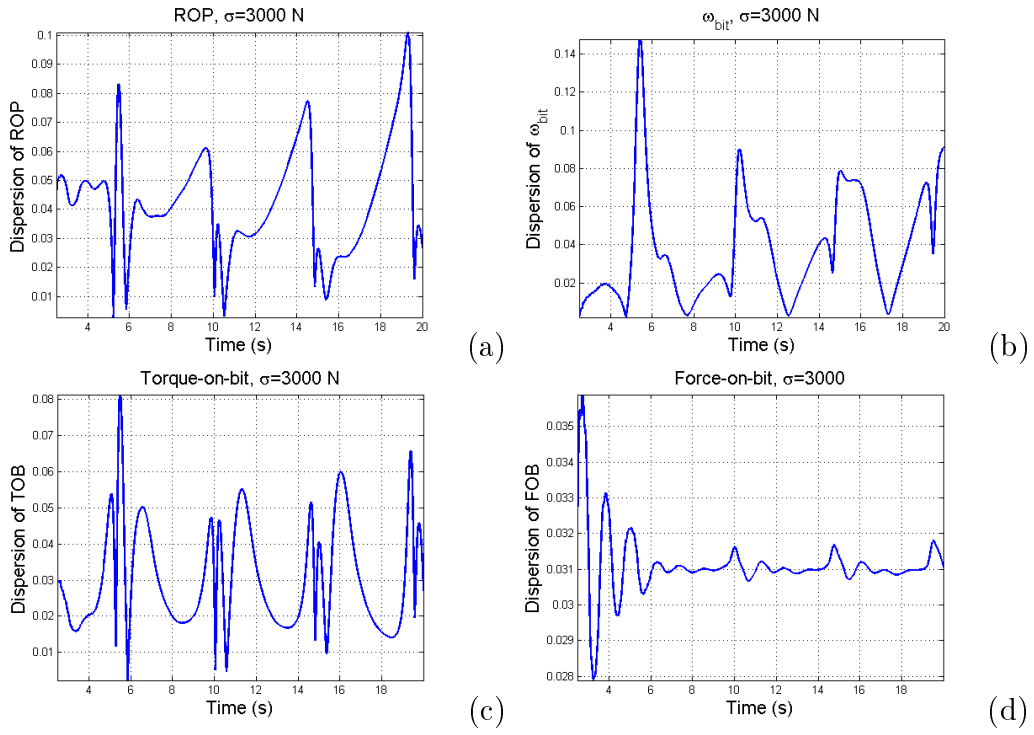 ROP, σ=3000 N
Dispersion of ROP
0.1
0.09
0.08
0.07
0.06
0.05
0.04
0.03
0.02
0.01
4 6 8 10 12 14 16 18 20
Time (s)
(a)
ω_bit, σ=3000 N
Dispersion of ω_bit
0.14
0.12
0.1
0.08
0.06
0.04
0.02
4 6 8 10 12 14 16 18 20
Time (s)
(b)
Torque-on-bit, σ=3000 N
Dispersion of TOB
0.08
0.07
0.06
0.05
0.04
0.03
0.02
0.01
4 6 8 10 12 14 16 18
Time (s)
(c)
Force-on-bit, σ=3000
Dispersion of FOB
0.035
0.034
0.033
0.032
0.031
0.03
0.029
0.028
4 6 8 10 12 14 16 18
Time (s)
(d)